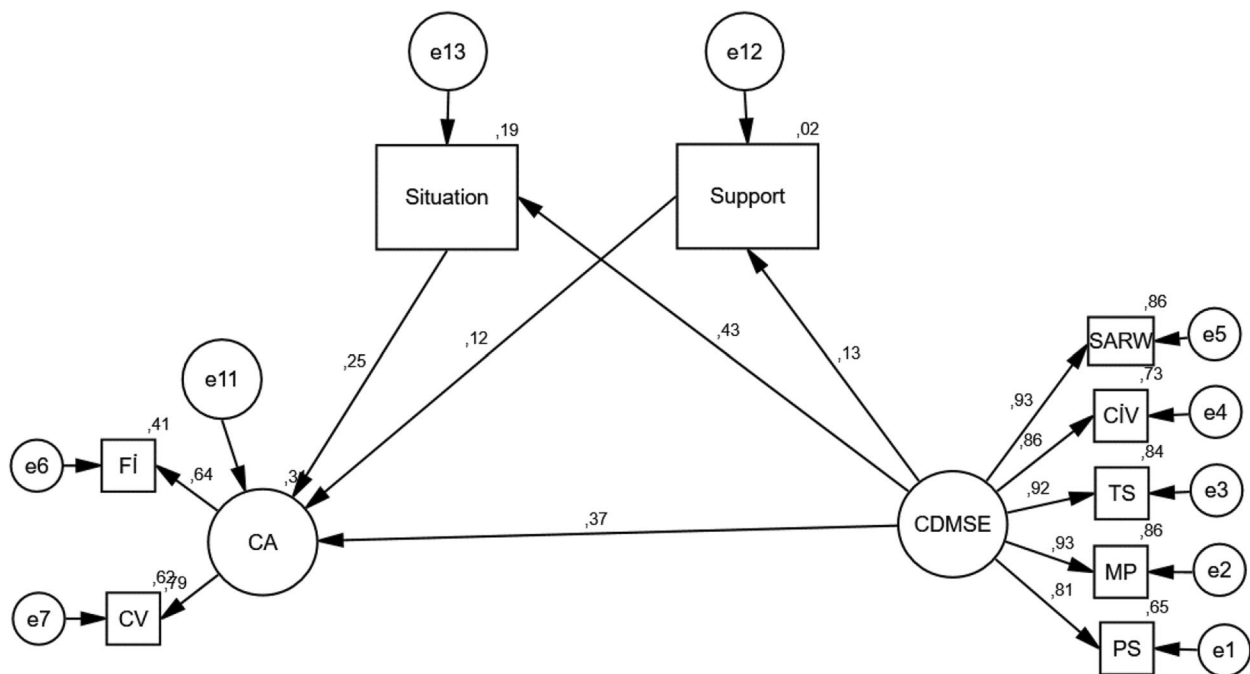 e13
e12
,19
,02
Situation
Support
,86
e5
SARW
,43
,12
,13
,73
,25
e11
,93
e4
CİV
,86
,41
,84
e6
Fİ
,64
e3
TS
,92
CA
,37
CDMSE
,93
,86
MP
e2
,62
,79
,81
,65
e7
CV
PS
e1